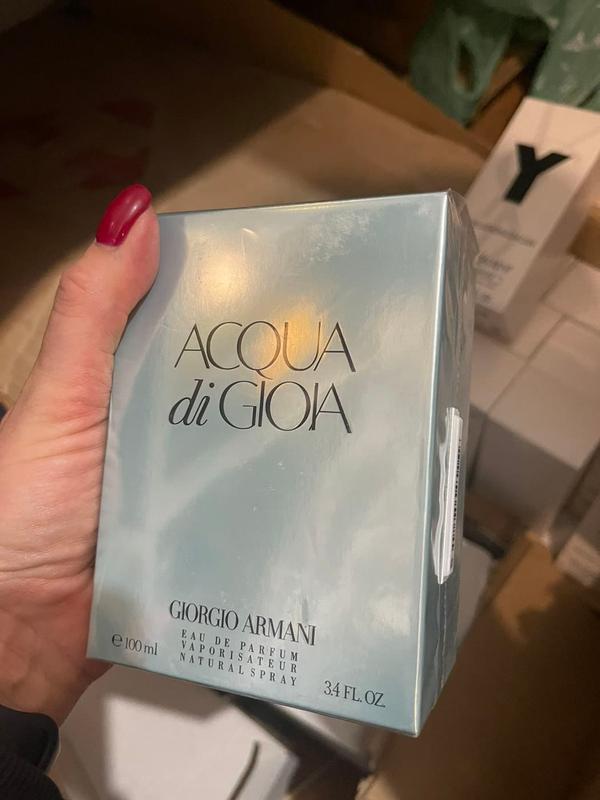 ACQUA
di GIOIA
GIORGIO ARMANI
EAU DE PARFUM
VAPORISATEUR
NATURAL SPRAY
e 100 ml
3.4 FL. OZ.
Y